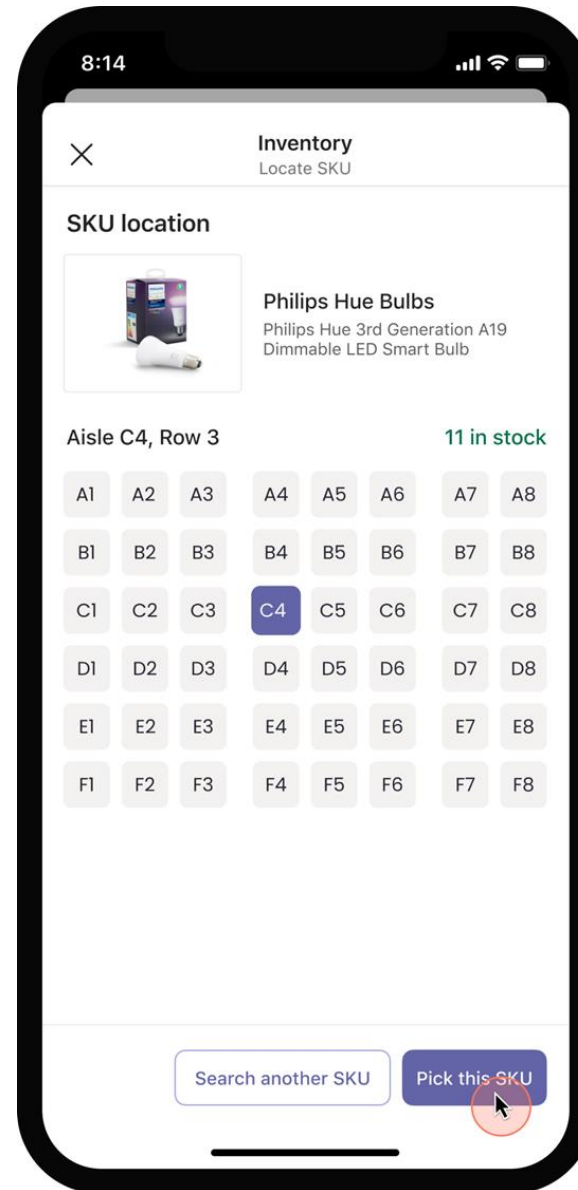 8:14
Inventory
Locate SKU
SKU location
Philips Hue Bulbs
Philips Hue 3rd Generation A19
Dimmable LED Smart Bulb
Aisle C4, Row 3 11 in stock
A1 A2 A3 A4 A5 A6 A7 A8
B1 B2 B3 B4 B5 B6 B7 B8
C1 C2 C3 C4 C5 C6 C7 C8
D1 D2 D3 D4 D5 D6 D7 D8
E1 E2 E3 E4 E5 E6 E7 E8
F1 F2 F3 F4 F5 F6 F7 F8
Search another SKU Pick this SKU